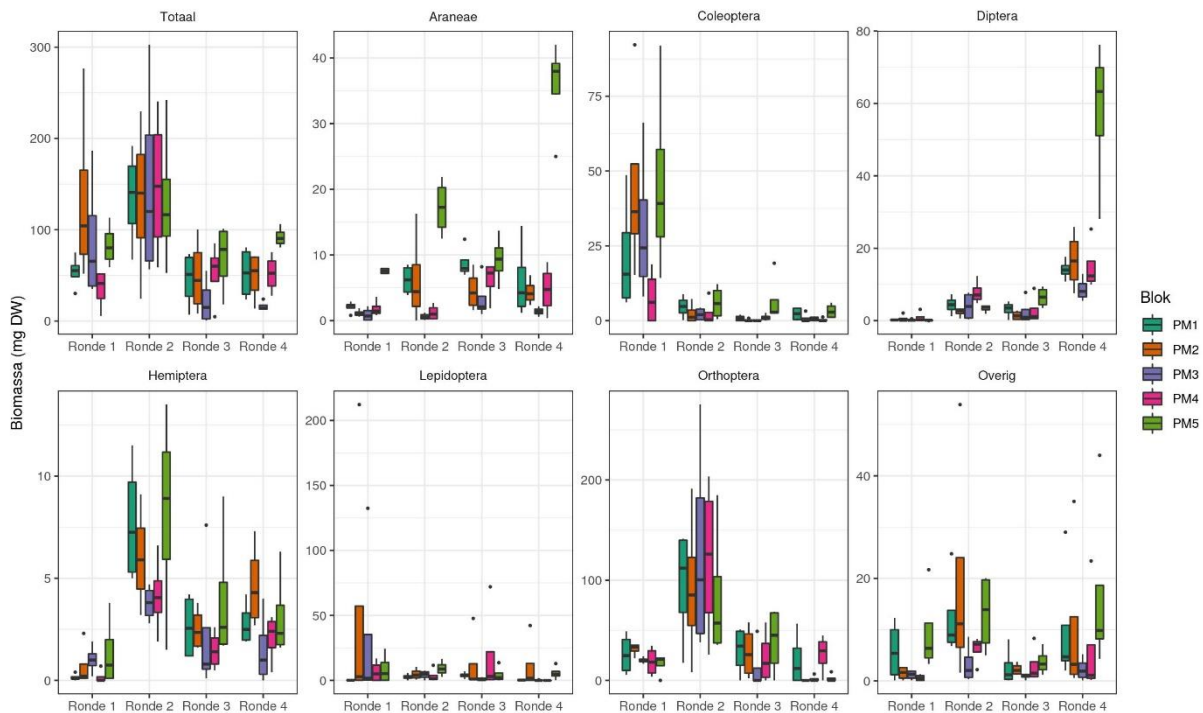 Totaal Araneae Coleoptera Diptera
300 200 100 0
40 30 20 10 0
75 50 25 0
80 60 40 20 0
Ronde 1 Ronde 2 Ronde 3 Ronde 4 Ronde 1 Ronde 2 Ronde 3 Ronde 4 Ronde 1 Ronde 2 Ronde 3 Ronde 4 Ronde 1 Ronde 2 Ronde 3 Ronde 4
Biomassa (mg DW)
Hemiptera Lepidoptera Orthoptera Overig
10 5 0
200 150 100 50 0
200 100 0
60 40 20 0
Ronde 1 Ronde 2 Ronde 3 Ronde 4 Ronde 1 Ronde 2 Ronde 3 Ronde 4 Ronde 1 Ronde 2 Ronde 3 Ronde 4 Ronde 1 Ronde 2 Ronde 3 Ronde 4
Blok
PM1
PM2
PM3
PM4
PM5